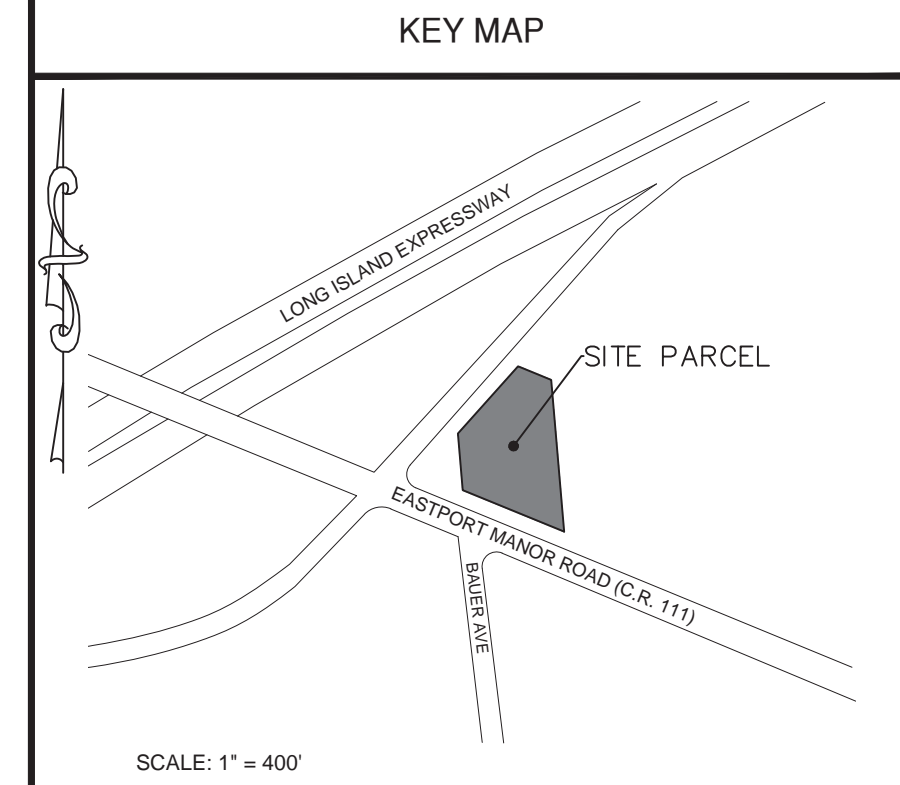 KEY MAP
LONG ISLAND EXPRESSWAY
SITE PARCEL
EASTPORT MANOR ROAD (C.R. 111)
BAUER AVE
SCALE: 1" = 400'